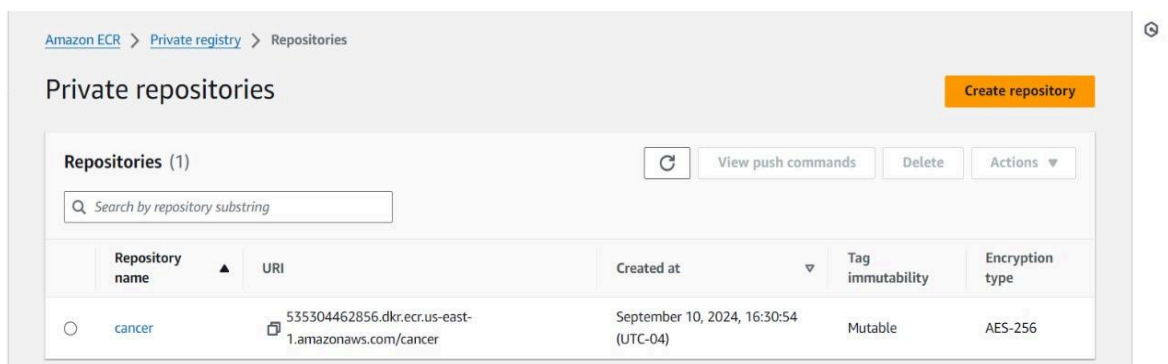 Amazon ECR > Private registry > Repositories
Private repositories
Create repository
Repositories (1)
View push commands
Delete
Actions
Search by repository substring
Repository name
URI
Created at
Tag immutability
Encryption type
cancer
535304462856.dkr.ecr.us-east-
1.amazonaws.com/cancer
September 10, 2024, 16:30:54
(UTC-04)
Mutable
AES-256